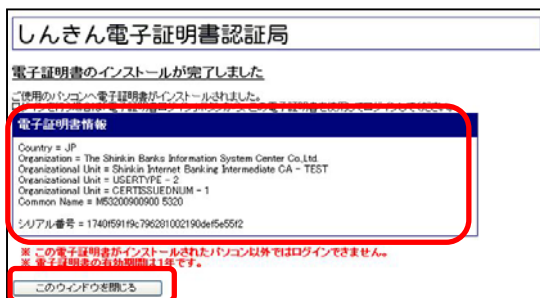 しんきん電子証明書認証局
電子証明書のインストールが完了しました
ご使用のパソコンへ電子証明書がインストールされました。
電子証明書情報
Country = JP
Organization = The Shinkin Banks Information System Center Co.,Ltd.
Organizational Unit = Shinkin Internet Banking Intermediate CA - TEST
Organizational Unit = USERTYPE - 2
Organizational Unit = CERTISSUEDNUM - 1
Common Name = M53200900900 5320
シリアル番号 = 1740f591f9c796281002190def5e55f2
※ この電子証明書がインストールされたパソコン以外ではログインできません。
※ 電子証明書の有効期間は1年です。
このウィンドウを閉じる